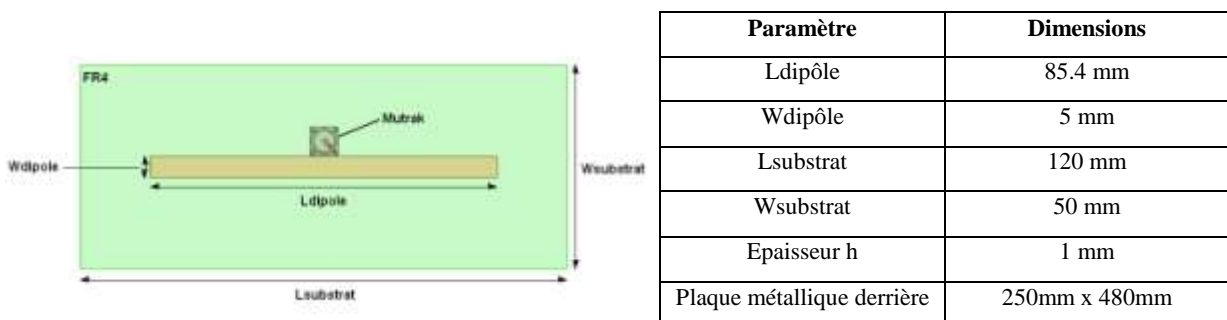 FR4
Mutrak
Wdipole
Ldipole
Wsubstrat
Lsubstrat
Paramètre Dimensions
Ldipôle 85.4 mm
Wdipôle 5 mm
Lsubstrat 120 mm
Wsubstrat 50 mm
Epaisseur h 1 mm
Plaque métallique derrière 250mm x 480mm